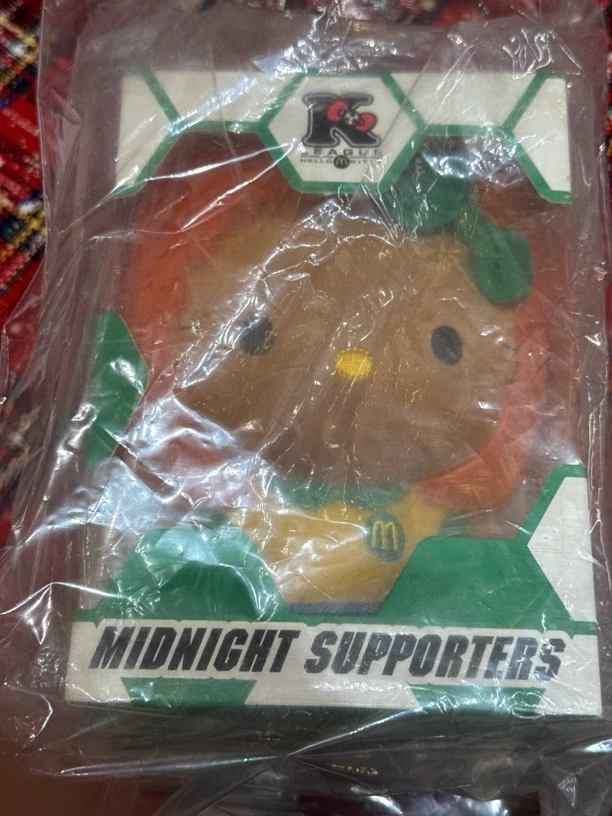 K
LEAGUE
HELLO M KITTY
M
MIDNIGHT SUPPORTERS